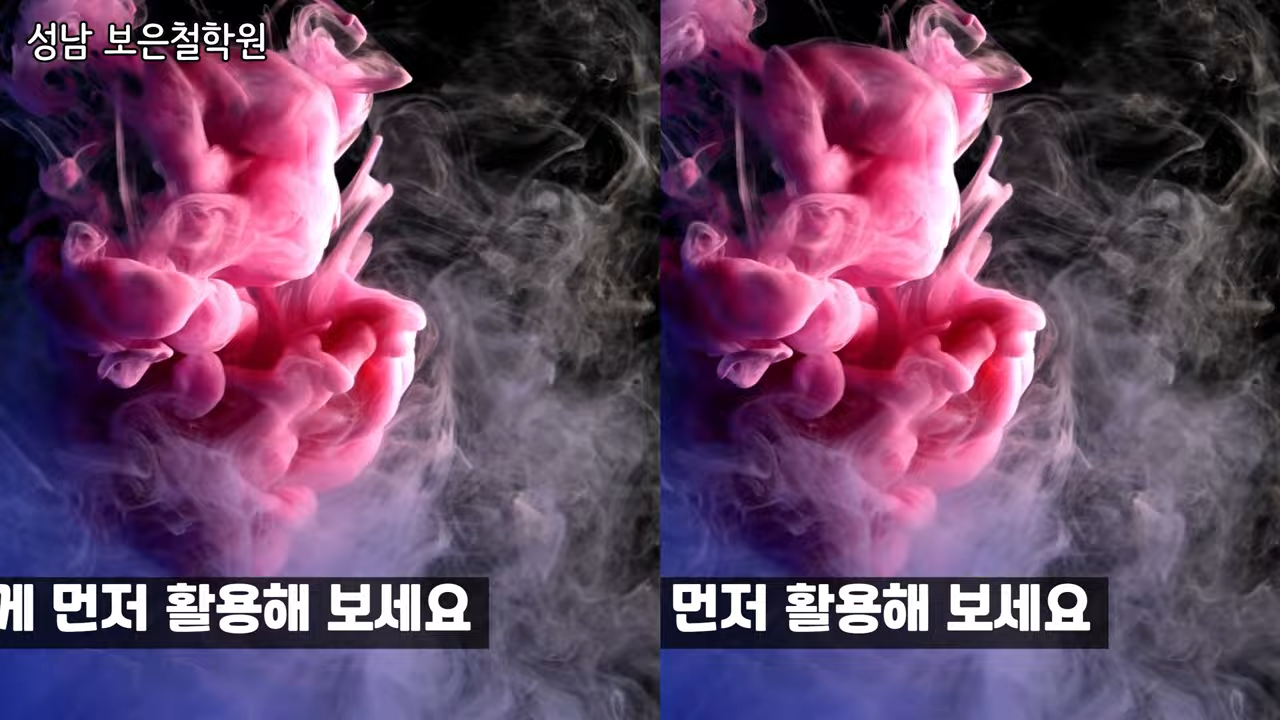 성남 보은철학원
게 먼저 활용해 보세요
먼저 활용해 보세요